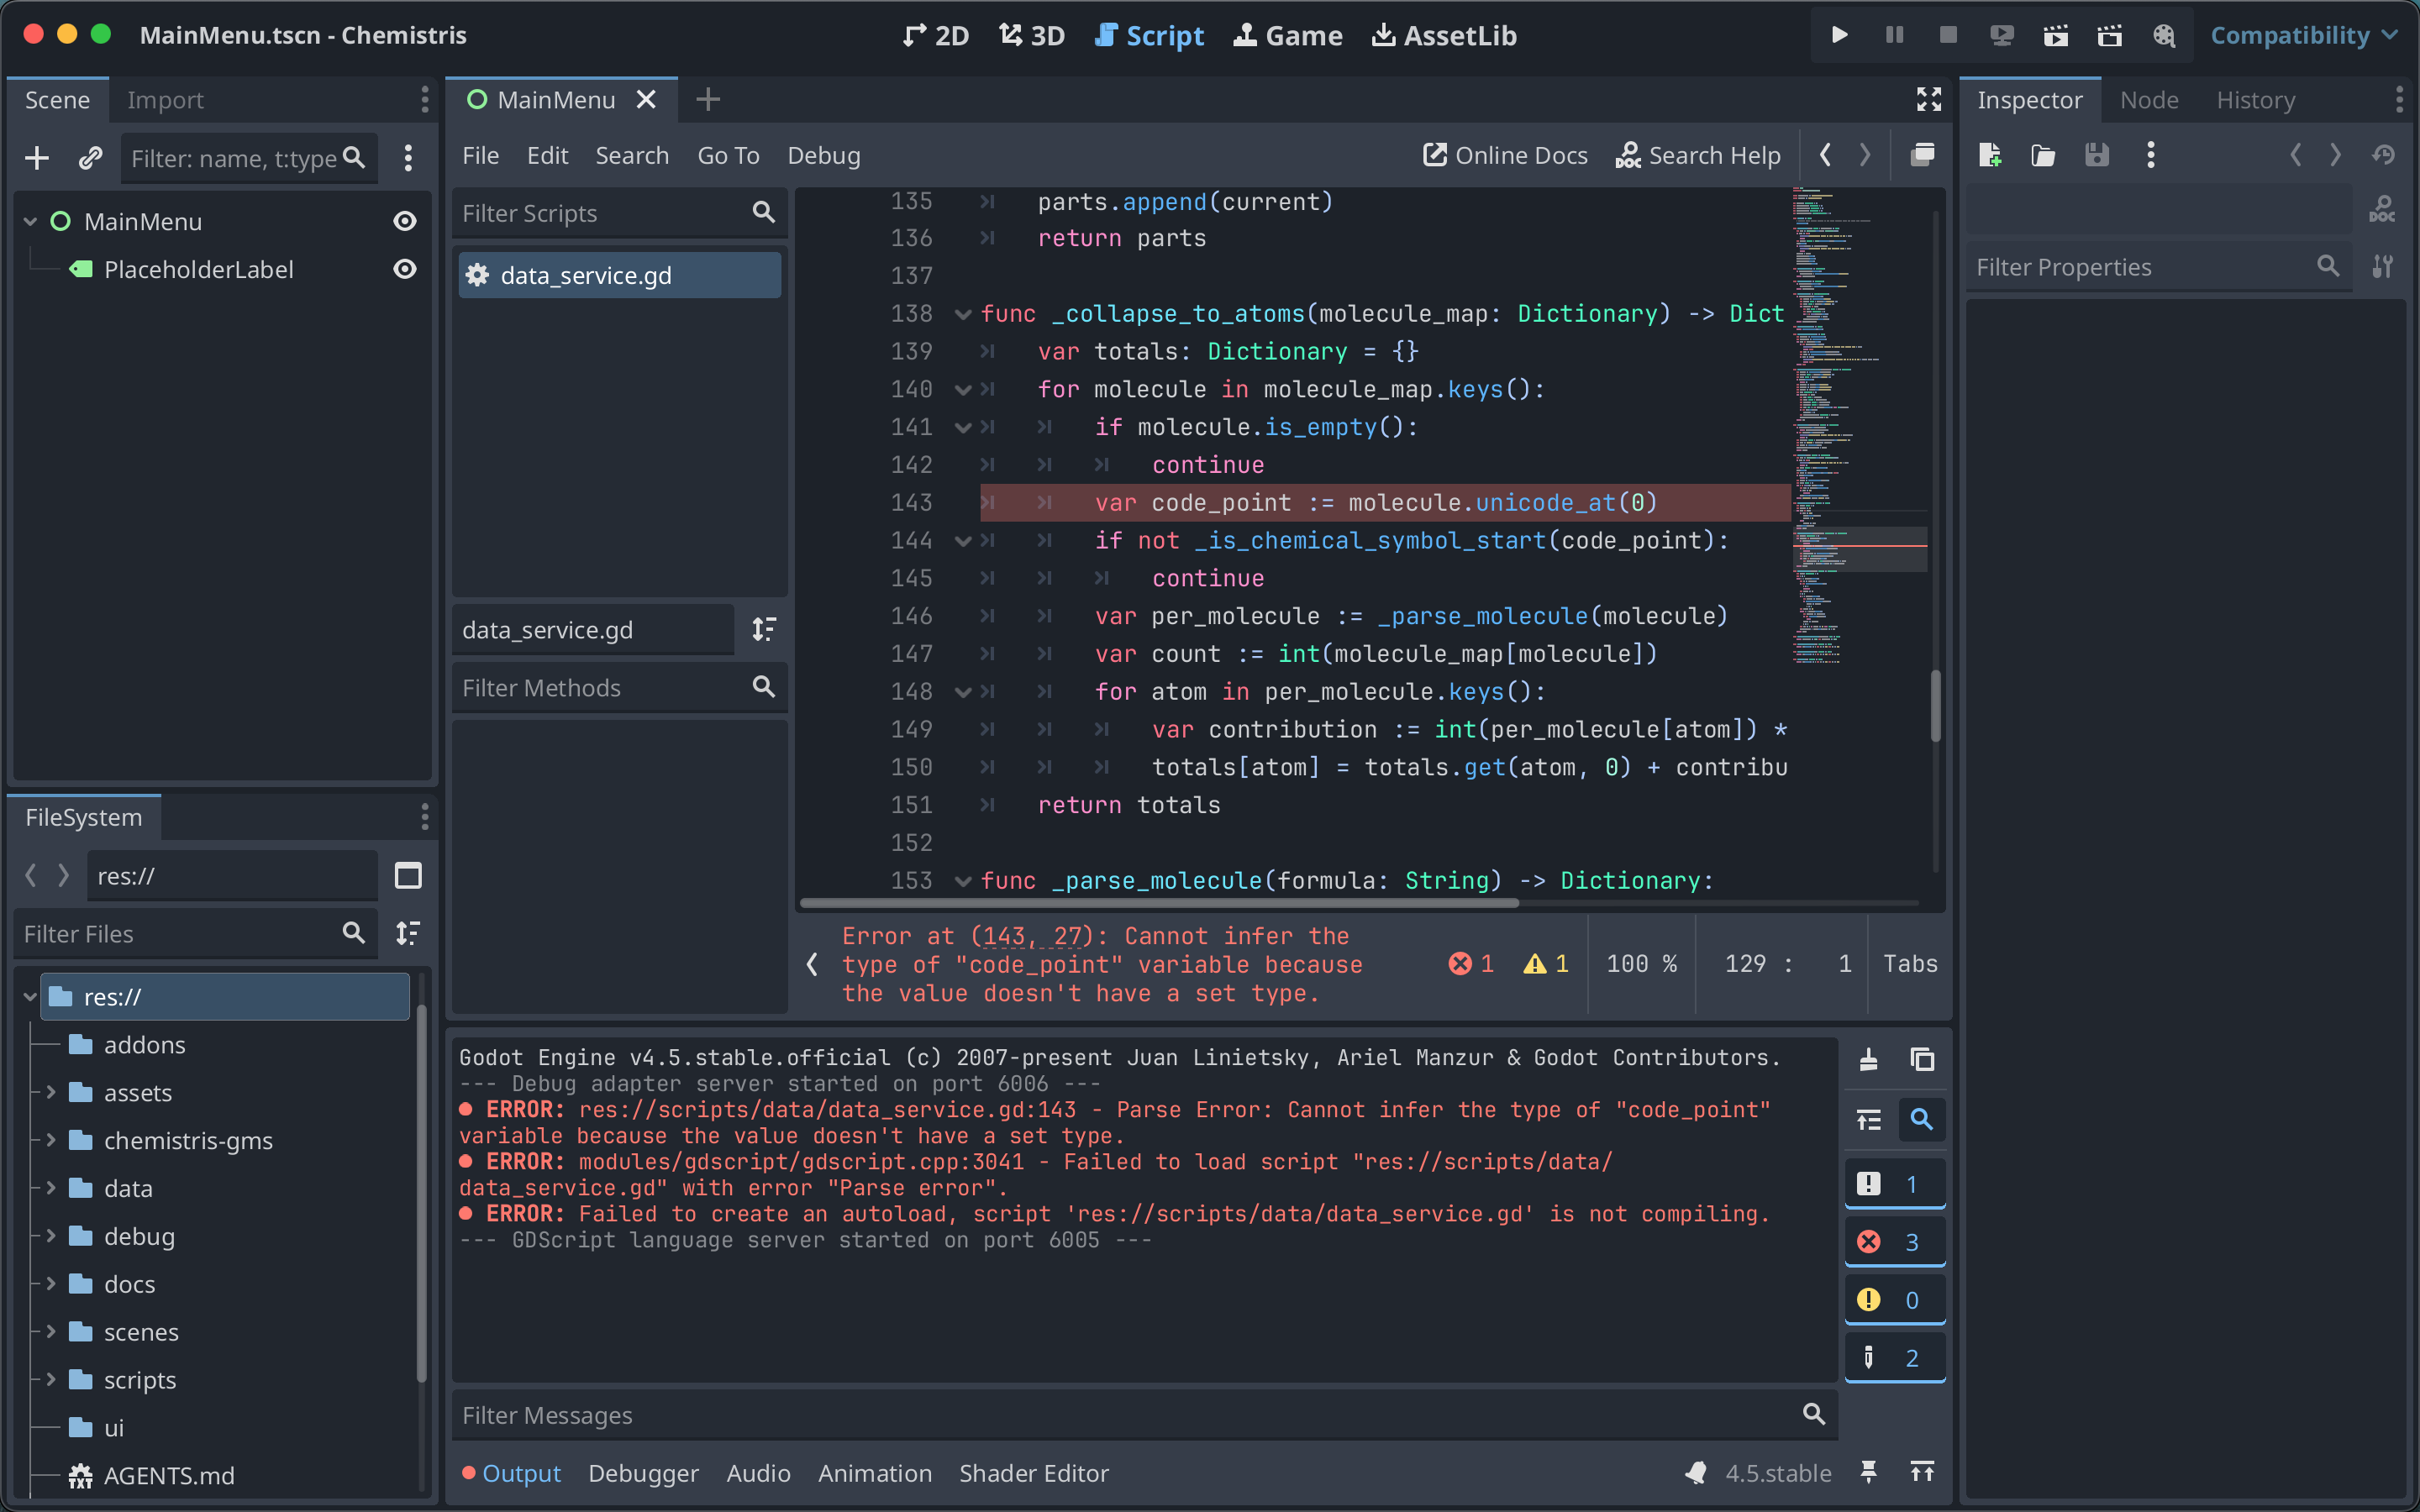 MainMenu.tscn - Chemistris
2D 3D Script Game AssetLib
Compatibility
Scene Import
Filter: name, t:type
MainMenu
PlaceholderLabel
FileSystem
res://
Filter Files
res://
addons
assets
chemistris-gms
data
debug
docs
scenes
scripts
ui
AGENTS.md
MainMenu
File Edit Search Go To Debug
Online Docs Search Help
Filter Scripts
data_service.gd
data_service.gd
Filter Methods
135 parts.append(current)
136 return parts
137
138 func _collapse_to_atoms(molecule_map: Dictionary) -> Dict
139 var totals: Dictionary = {}
140 for molecule in molecule_map.keys():
141 if molecule.is_empty():
142 continue
143 var code_point := molecule.unicode_at(0)
144 if not _is_chemical_symbol_start(code_point):
145 continue
146 var per_molecule := _parse_molecule(molecule)
147 var count := int(molecule_map[molecule])
148 for atom in per_molecule.keys():
149 var contribution := int(per_molecule[atom]) *
150 totals[atom] = totals.get(atom, 0) + contribu
151 return totals
152
153 func _parse_molecule(formula: String) -> Dictionary:
Error at (143, 27): Cannot infer the
type of "code_point" variable because
the value doesn't have a set type.
1 1 100 % 129 : 1 Tabs
Godot Engine v4.5.stable.official (c) 2007-present Juan Linietsky, Ariel Manzur & Godot Contributors.
--- Debug adapter server started on port 6006 ---
ERROR: res://scripts/data/data_service.gd:143 - Parse Error: Cannot infer the type of "code_point"
variable because the value doesn't have a set type.
ERROR: modules/gdscript/gdscript.cpp:3041 - Failed to load script "res://scripts/data/
data_service.gd" with error "Parse error".
ERROR: Failed to create an autoload, script 'res://scripts/data/data_service.gd' is not compiling.
--- GDScript language server started on port 6005 ---
1
3
0
2
Filter Messages
Output Debugger Audio Animation Shader Editor
4.5.stable
Inspector Node History
DOC
Filter Properties